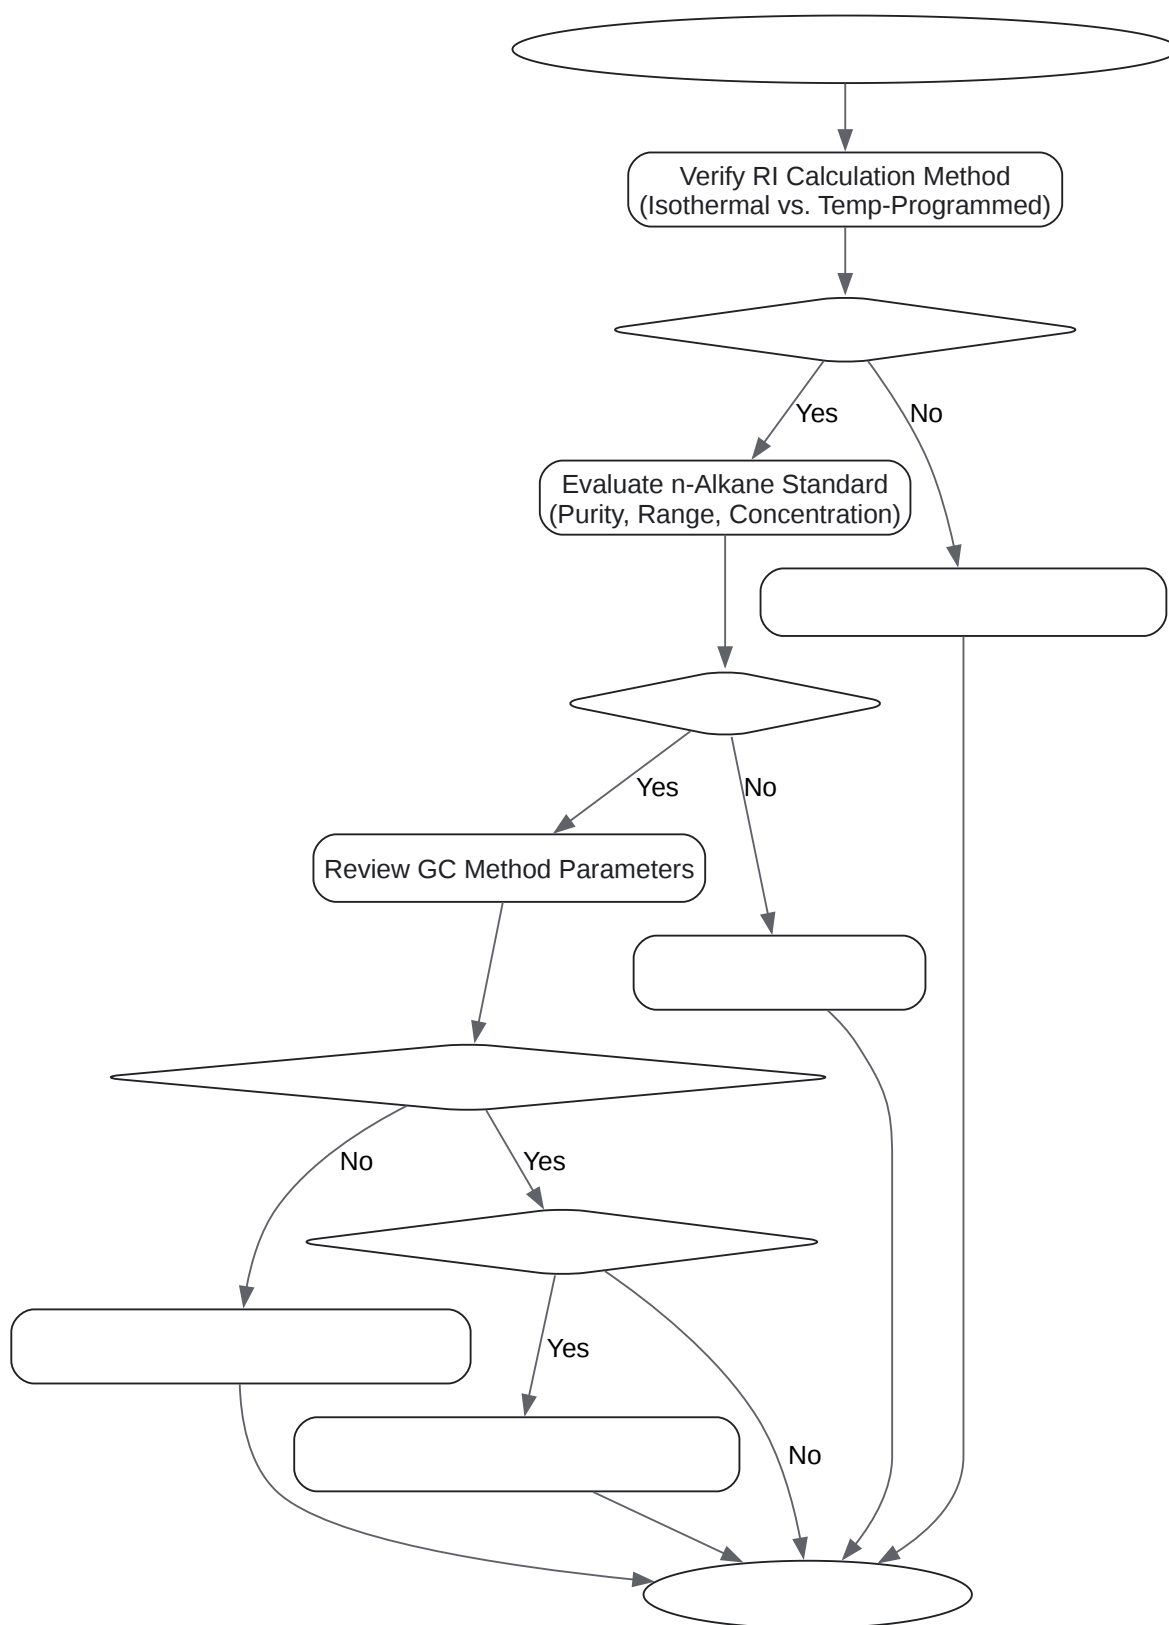 Verify RI Calculation Method
(Isothermal vs. Temp-Programmed)
Yes
No
Evaluate n-Alkane Standard
(Purity, Range, Concentration)
Yes
No
Review GC Method Parameters
No
Yes
Yes
No